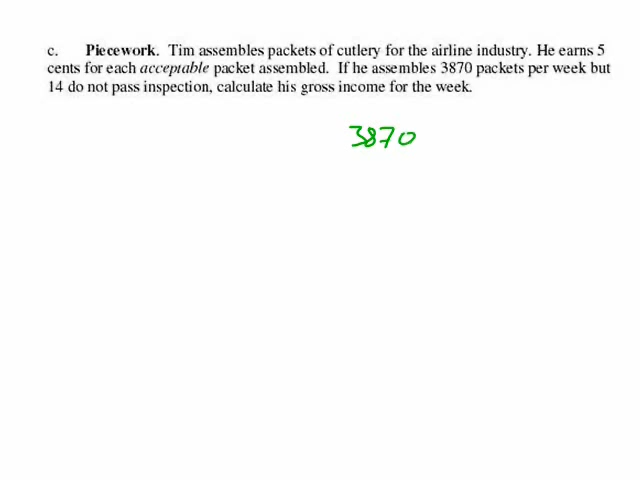 c. Piecework. Tim assembles packets of cutlery for the airline industry. He earns 5
cents for each acceptable packet assembled. If he assembles 3870 packets per week but
14 do not pass inspection, calculate his gross income for the week.
3870